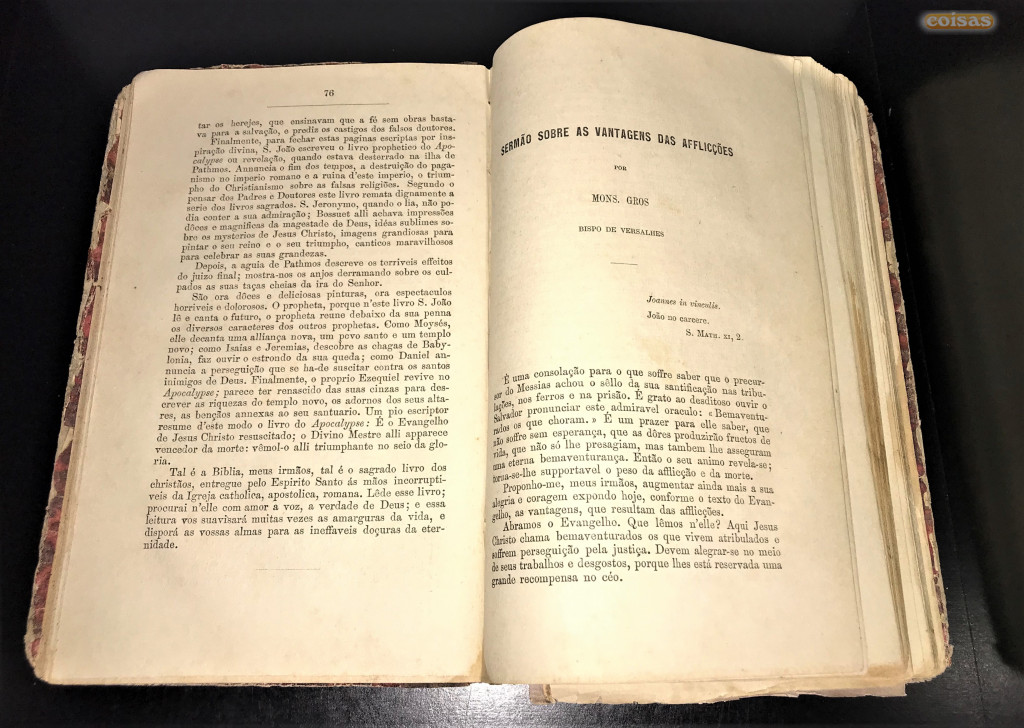 76
tar os herejes, que ensinavam que a fé sem obras basta-
va para a salvação, e prediz os castigos dos falsos doutores.
Finalmente, para fechar estas paginas escriptas por ins-
piração divina, S. João escreveu o livro prophetico do Apo-
calypse ou revelação, quando estava desterrado na ilha de
Pathmos. Annuncia o fim dos tempos, a destruição do paga-
nismo no imperio romano e a ruina d'este imperio, o trium-
pho do Christianismo sobre as falsas religiões. Segundo o
pensar dos Padres e Doutores este livro remata dignamente a
serie dos livros sagrados. S. Jeronymo, quando o lia, não po-
dia conter a sua admiração; Bossuet alli achava impressões
dôces e magnificas da magestade de Deus, idéas sublimes so-
bre os mysterios de Jesus Christo, imagens grandiosas para
pintar o seu reino e o seu triumpho, canticos maravilhosos
para celebrar as suas grandezas.
Depois, a aguia de Pathmos descreve os terriveis effeitos
do juizo final; mostra-nos os anjos derramando sobre os cul-
pados as suas taças cheias da ira do Senhor.
São ora dôces e deliciosas pinturas, ora espectaculos
horriveis e dolorosos. O propheta, porque n'este livro S. João
lê e canta o futuro, o propheta reune debaixo da sua penna
os diversos caracteres dos outros prophetas. Como Moysés,
elle decanta uma alliança nova, um povo santo e um templo
novo; como Isaias e Jeremias, descobre as chagas de Baby-
lonia, faz ouvir o estrondo da sua queda; como Daniel an-
nuncia a perseguição que se ha-de suscitar contra os santos
inimigos de Deus. Finalmente, o proprio Ezequiel revive no
Apocalypse; parece ter renascido das suas cinzas para des-
crever as riquezas do templo novo, os adornos dos seus alta-
res, as bençãos annexas ao seu santuario. Um pio escriptor
resume d'este modo o livro do Apocalypse: É o Evangelho
de Jesus Christo resuscitado; o Divino Mestre alli apparece
vencedor da morte: vêmol-o alli triumphante no seio da glo-
ria.
Tal é a Biblia, meus irmãos, tal é o sagrado livro dos
christãos, entregue pelo Espirito Santo ás mãos incorrupti-
veis da Igreja catholica, apostolica, romana. Lêde esse livro;
procurai n'elle com amor a voz, a verdade de Deus; e essa
leitura vos suavisará muitas vezes as amarguras da vida, e
disporá as vossas almas para as ineffaveis doçuras da eter-
nidade.
coisas
SERMÃO SOBRE AS VANTAGENS DAS AFFLICÇÕES
POR
MONS. GROS
BISPO DE VERSALHES
Joannes in vinculis.
João no carcere.
S. MATH. XI, 2.
É uma consolação para o que soffre saber que o precur-
sor do Messias achou o sêllo da sua santificação nas tribu-
lações, nos ferros e na prisão. É grato ao desditoso ouvir o
Salvador pronunciar este admiravel oraculo: «Bemaventu-
rados os que choram.» É um prazer para elle saber, que
não soffre sem esperança, que as dôres produzirão fructos de
vida, que não só lhe presagiam, mas tambem lhe asseguram
uma eterna bemaventurança. Então o seu animo revela-se;
torna-se-lhe supportavel o peso da afflicção e da morte.
Proponho-me, meus irmãos, augmentar ainda mais a sua
alegria e coragem expondo hoje, conforme o texto do Evan-
gelho, as vantagens, que resultam das afflicções.
Abramos o Evangelho. Que lêmos n'elle? Aqui Jesus
Christo chama bemaventurados os que vivem atribulados e
soffrem perseguição pela justiça. Devem alegrar-se no meio
de seus trabalhos e desgostos, porque lhes está reservada uma
grande recompensa no céo.